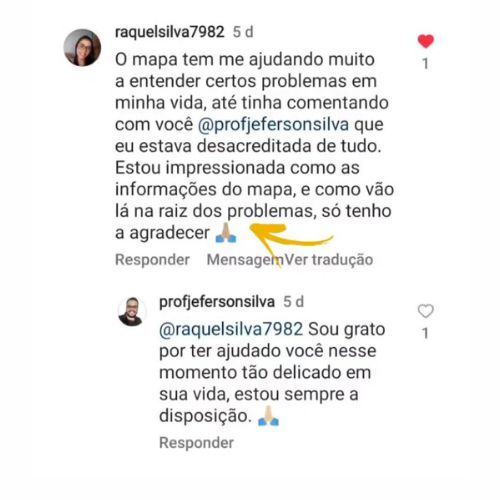 raquelsilva7982 5 d
O mapa tem me ajudando muito
a entender certos problemas em
minha vida, até tinha comentando
com você @profjefersonsilva que
eu estava desacreditada de tudo.
Estou impressionada como as
informações do mapa, e como vão
lá na raiz dos problemas, só tenho
a agradecer 🙏🏽
1
Responder MensagemVer tradução
profjefersonsilva 5 d
@raquelsilva7982 Sou grato
por ter ajudado você nesse
momento tão delicado em
sua vida, estou sempre a
disposição. 🙏🏼
1
Responder